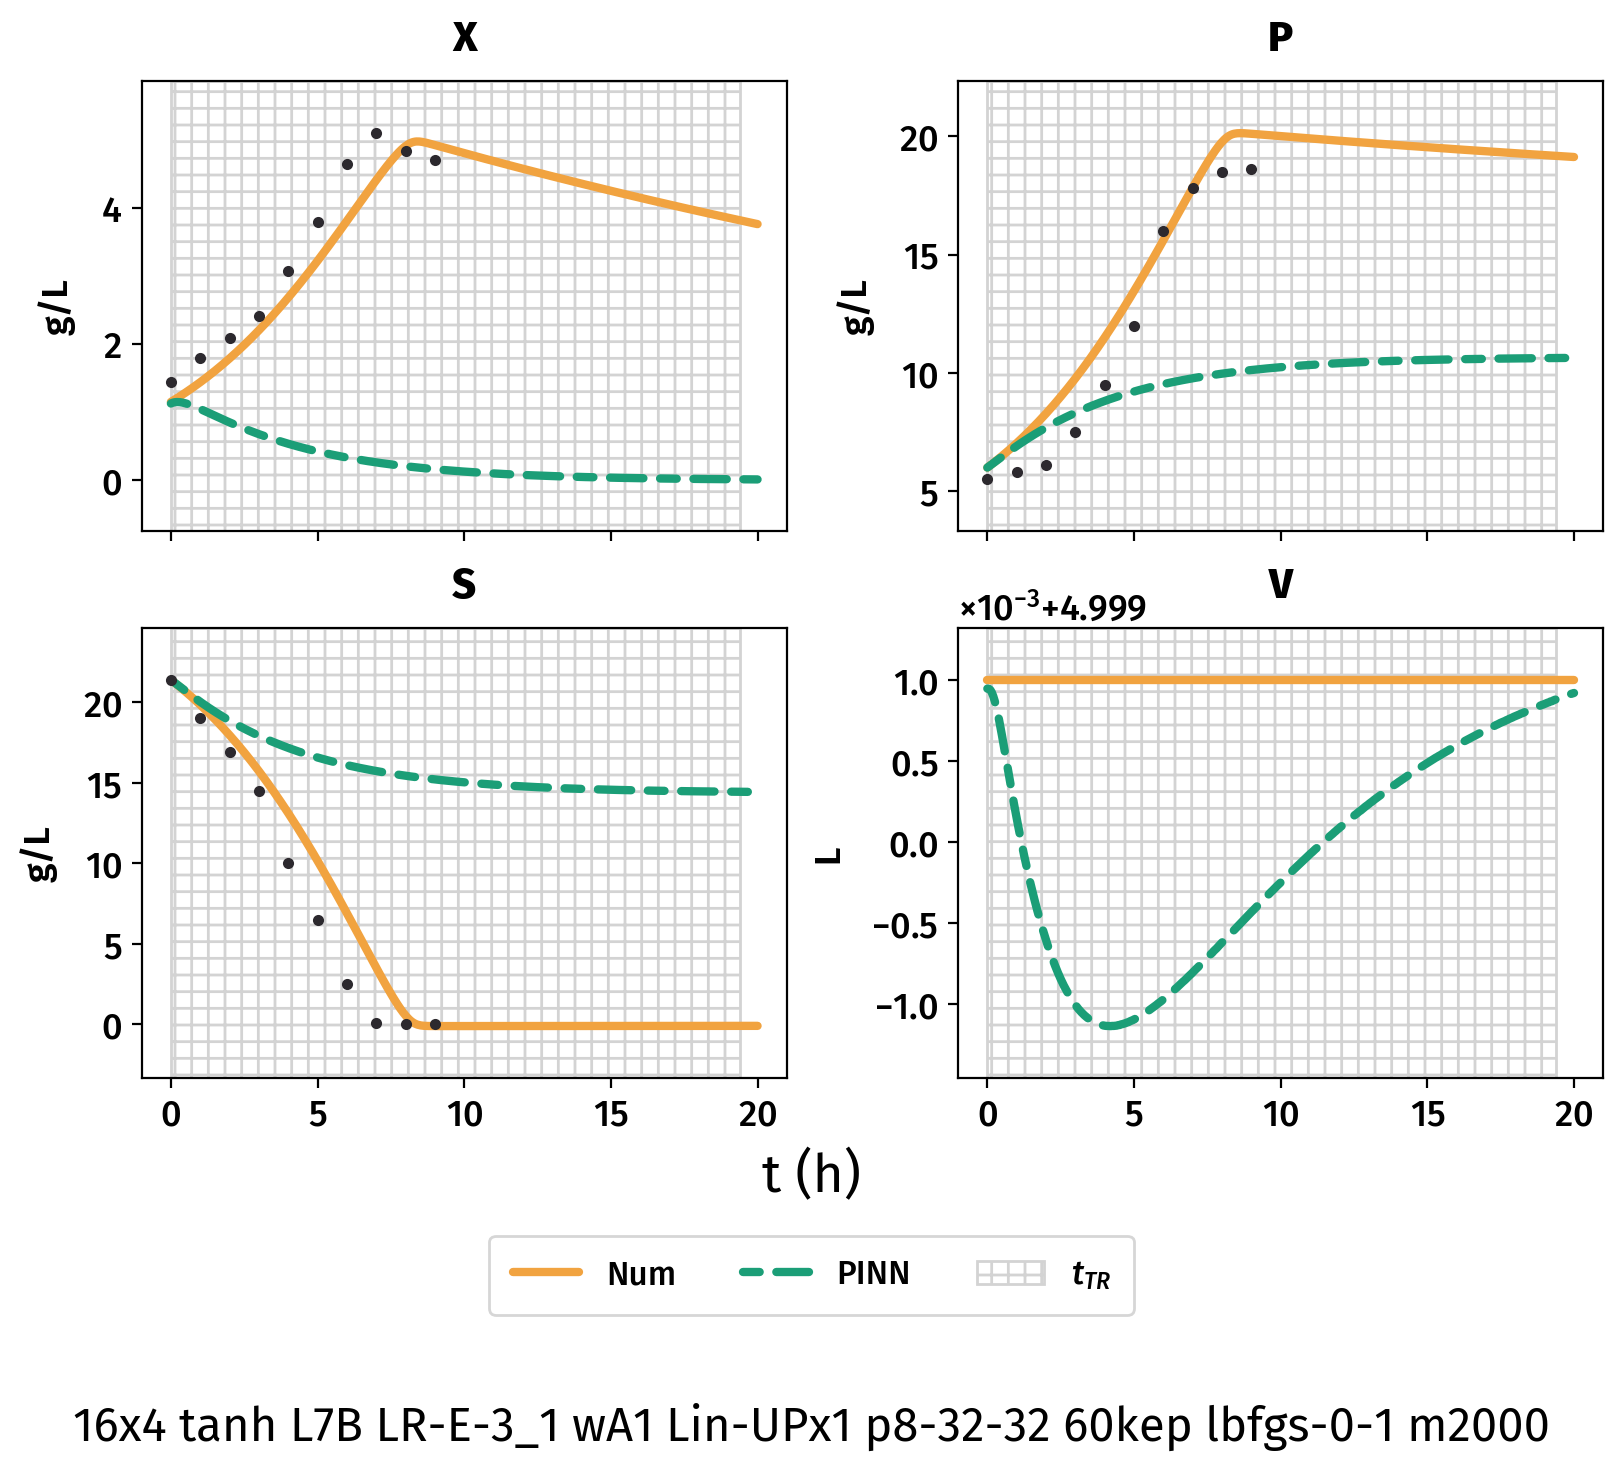 X
P
g/L
4
2
0
g/L
20
15
10
5
S
V
×10⁻³+4.999
g/L
20
15
10
5
0
L
1.0
0.5
0.0
−0.5
−1.0
0 5 10 15 20
0 5 10 15 20
t (h)
Num PINN t_TR
16x4 tanh L7B LR-E-3_1 wA1 Lin-UPx1 p8-32-32 60kep lbfgs-0-1 m2000